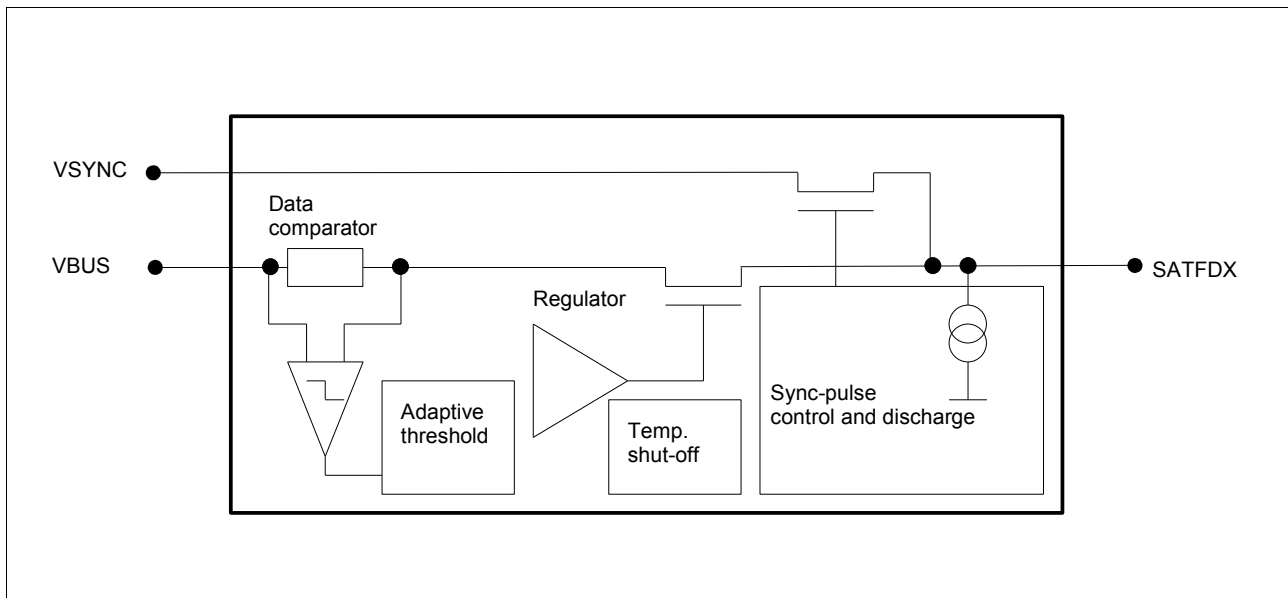 VSYNC
Data
comparator
VBUS
SATFDX
Regulator
Adaptive
threshold
Temp.
shut-off
Sync-pulse
control and discharge